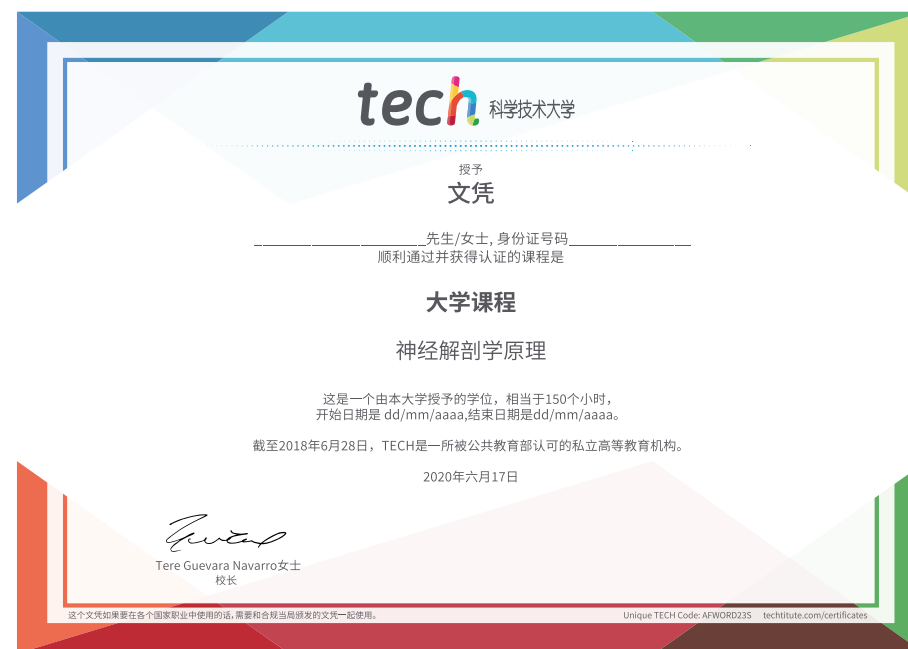 tech 科学技术大学
授予
文凭
_______________________先生/女士, 身份证号码________________
顺利通过并获得认证的课程是
大学课程
神经解剖学原理
这是一个由本大学授予的学位，相当于150个小时，
开始日期是 dd/mm/aaaa,结束日期是dd/mm/aaaa。
截至2018年6月28日，TECH是一所被公共教育部认可的私立高等教育机构。
2020年六月17日
Tere Guevara Navarro女士
校长
这个文凭如果要在各个国家职业中使用的话,需要和合规当局颁发的文凭一起使用。
Unique TECH Code: AFWORD23S techtitute.com/certificates